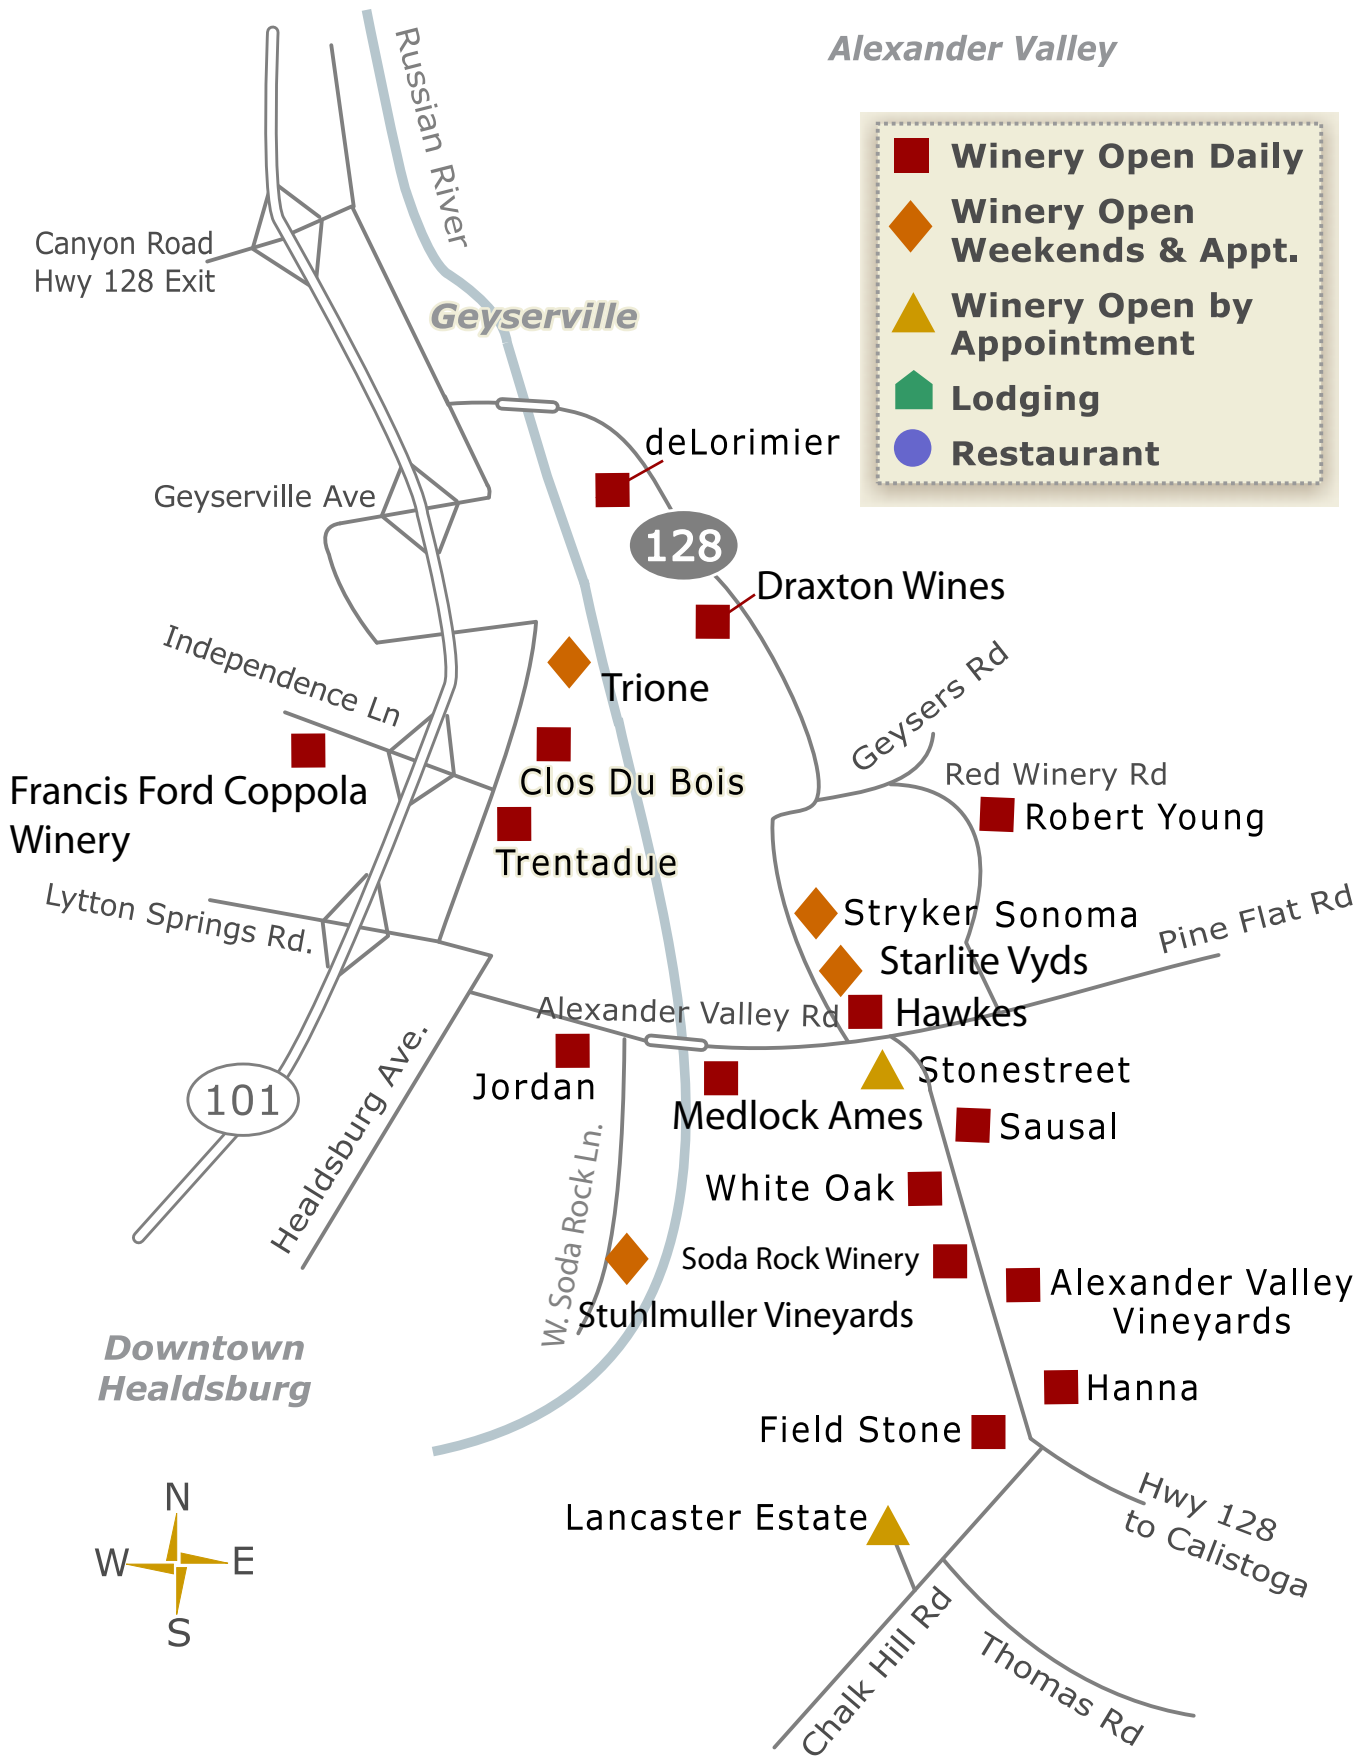 Alexander Valley
Russian River
Winery Open Daily
Winery Open
Weekends & Appt.
Winery Open by
Appointment
Lodging
Restaurant
Canyon Road
Hwy 128 Exit
Geyserville
deLorimier
Geyserville Ave
128
Draxton Wines
Independence Ln
Trione
Geysers Rd
Francis Ford Coppola
Winery
Clos Du Bois
Red Winery Rd
Robert Young
Trentadue
Lytton Springs Rd.
Stryker Sonoma
Pine Flat Rd
Starlite Vyds
Alexander Valley Rd
Hawkes
Jordan
Stonestreet
101
Healdsburg Ave.
Medlock Ames
Sausal
W. Soda Rock Ln.
White Oak
Soda Rock Winery
Alexander Valley
Vineyards
Stuhlmuller Vineyards
Downtown
Healdsburg
Hanna
Field Stone
Hwy 128
to Calistoga
Lancaster Estate
N
W
E
S
Chalk Hill Rd
Thomas Rd